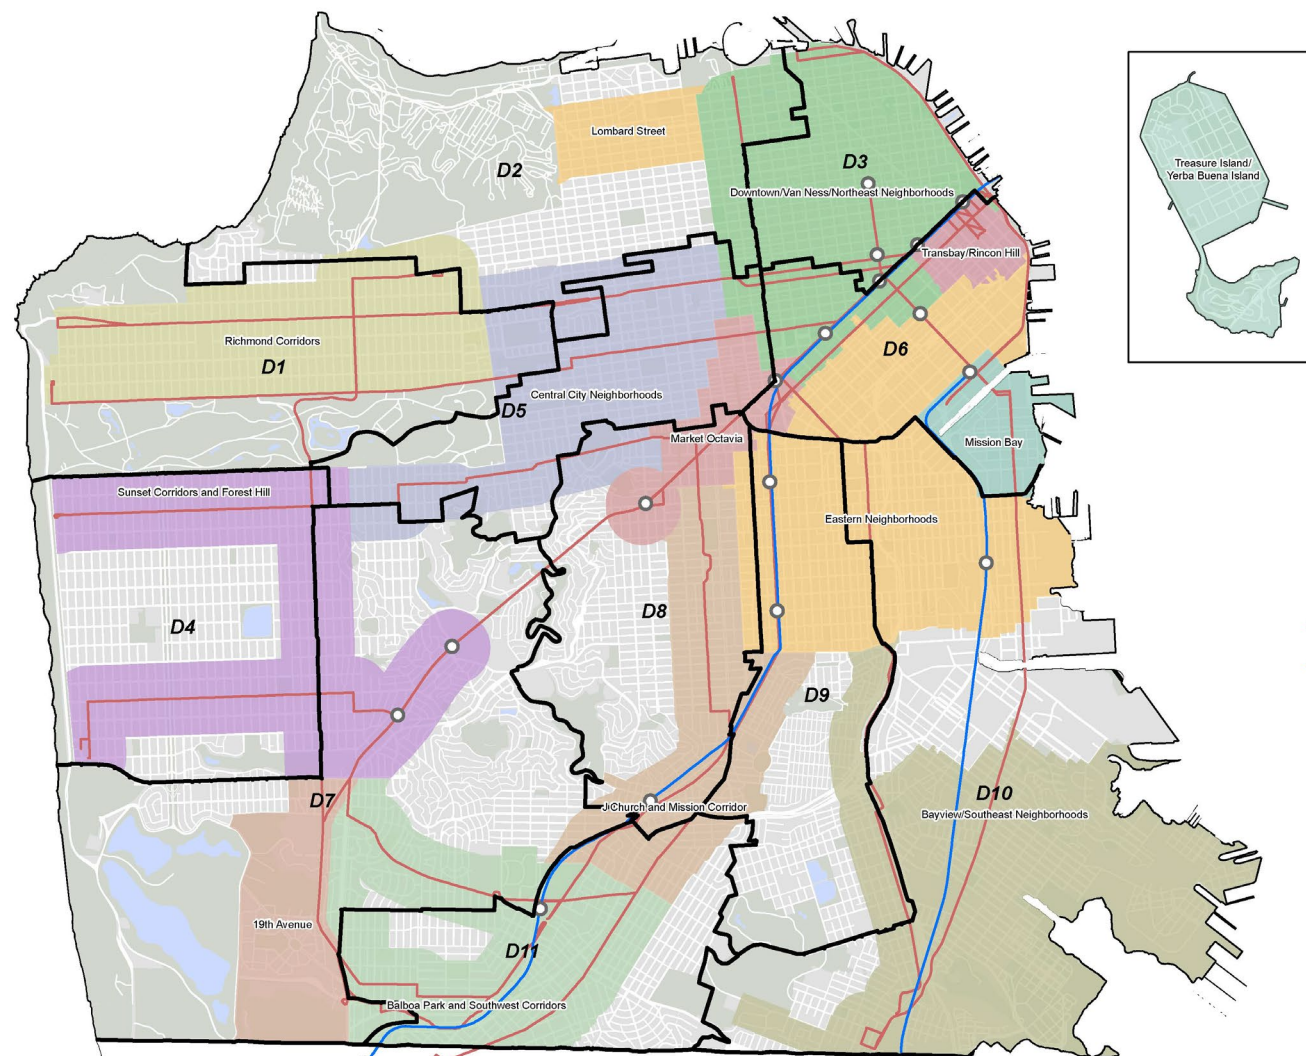 Lombard Street
D2
D3
Treasure Island/
Yerba Buena Island
Downtown/Van Ness/Northeast Neighborhoods
Transbay/Rincon Hill
Richmond Corridors
D1
D6
Central City Neighborhoods
D5
Market Octavia
Mission Bay
Sunset Corridors and Forest Hill
Eastern Neighborhoods
D4
D8
D9
D7
J Church and Mission Corridor
D10
Bayview/Southeast Neighborhoods
19th Avenue
D11
Balboa Park and Southwest Corridors